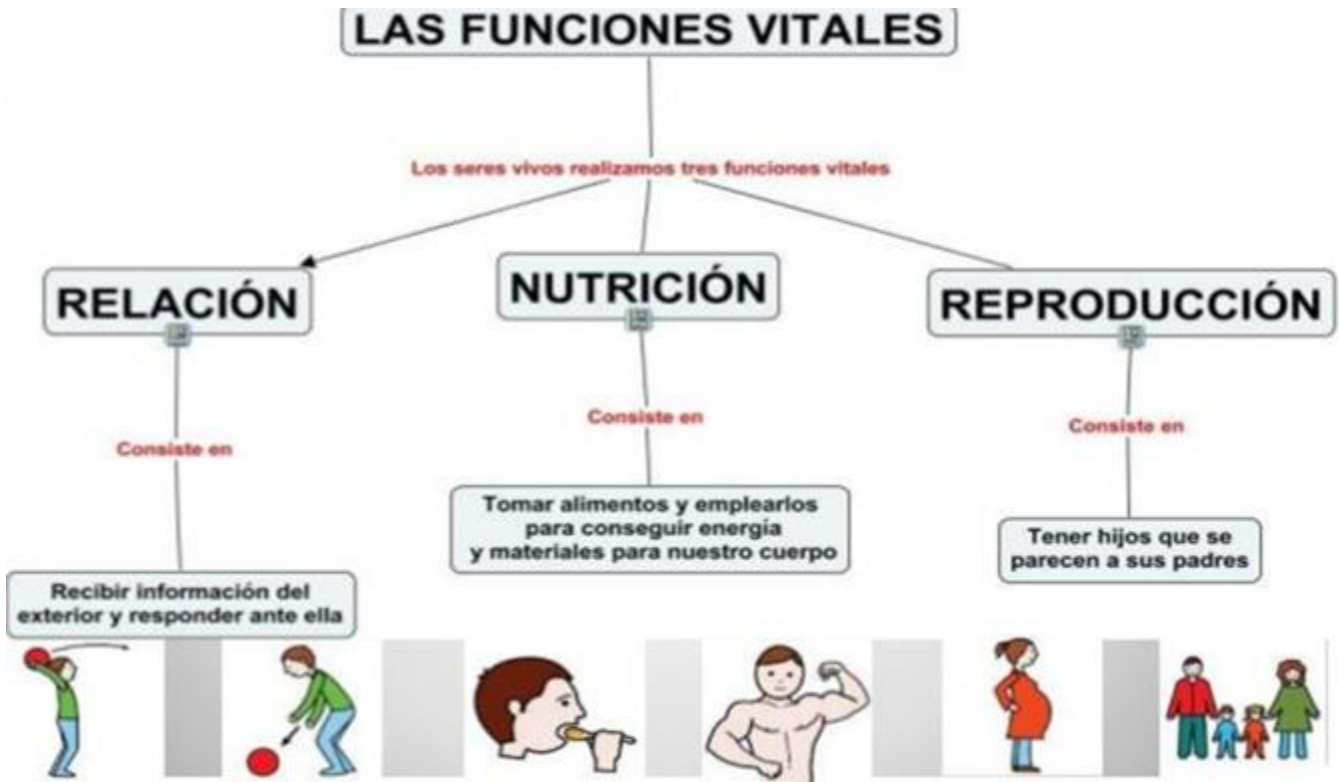 LAS FUNCIONES VITALES
Los seres vivos realizamos tres funciones vitales
RELACIÓN
Consiste en
Recibir información del
exterior y responder ante ella
NUTRICIÓN
Consiste en
Tomar alimentos y emplearlos
para conseguir energía
y materiales para nuestro cuerpo
REPRODUCCIÓN
Consiste en
Tener hijos que se
parecen a sus padres